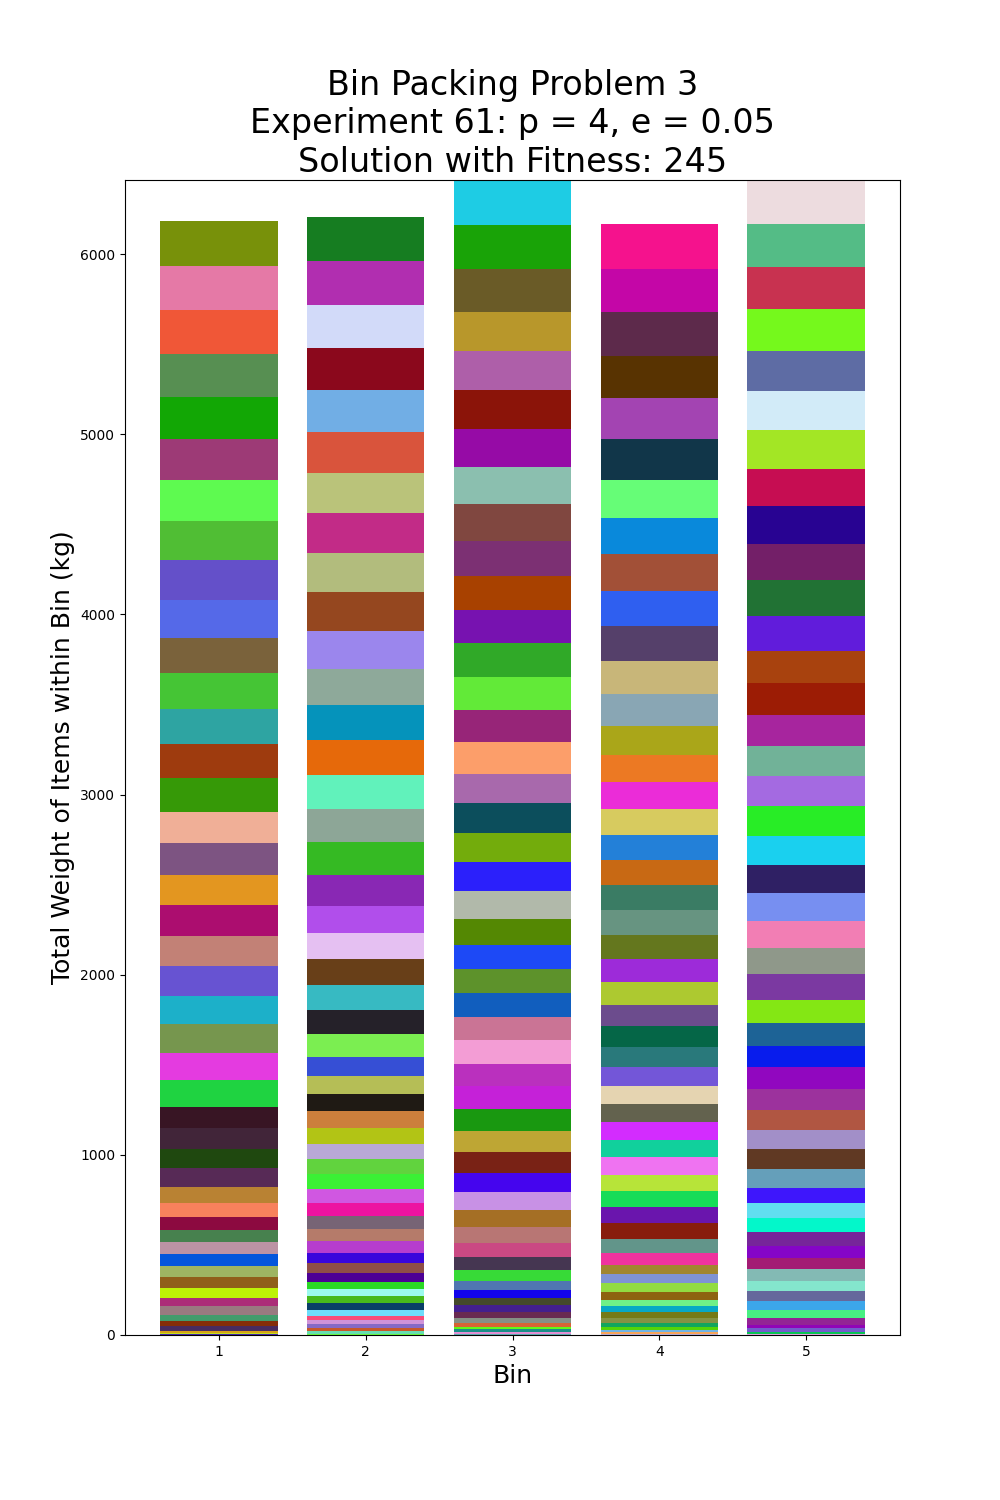 Bin Packing Problem 3
Experiment 61: p = 4, e = 0.05
Solution with Fitness: 245
Total Weight of Items within Bin (kg)
6000
5000
4000
3000
2000
1000
0
1 2 3 4 5
Bin